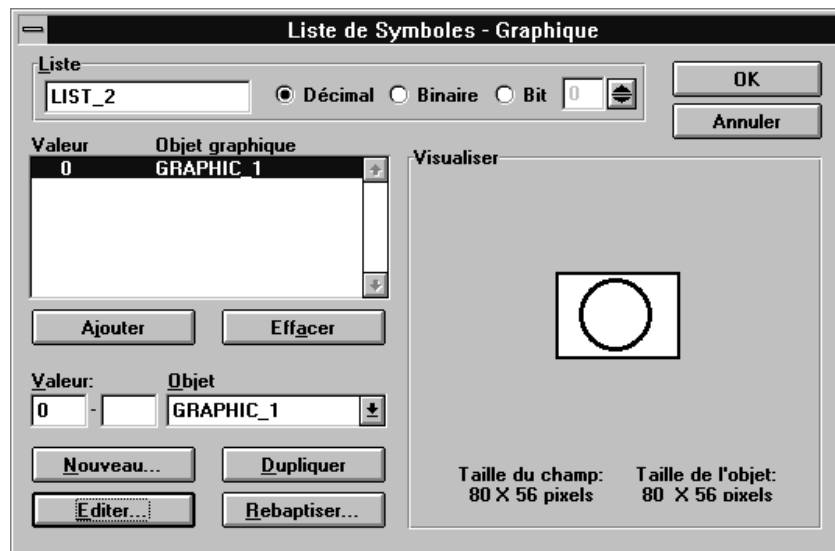 Liste de Symboles - Graphique
Liste
LIST_2 Décimal Binaire Bit 0
OK
Annuler
Valeur Objet graphique
0 GRAPHIC_1
Visualiser
Ajouter Effacer
Valeur: Objet
0 - GRAPHIC_1
Nouveau... Dupliquer
Editer... Rebaptiser...
Taille du champ: Taille de l'objet:
80 X 56 pixels 80 X 56 pixels